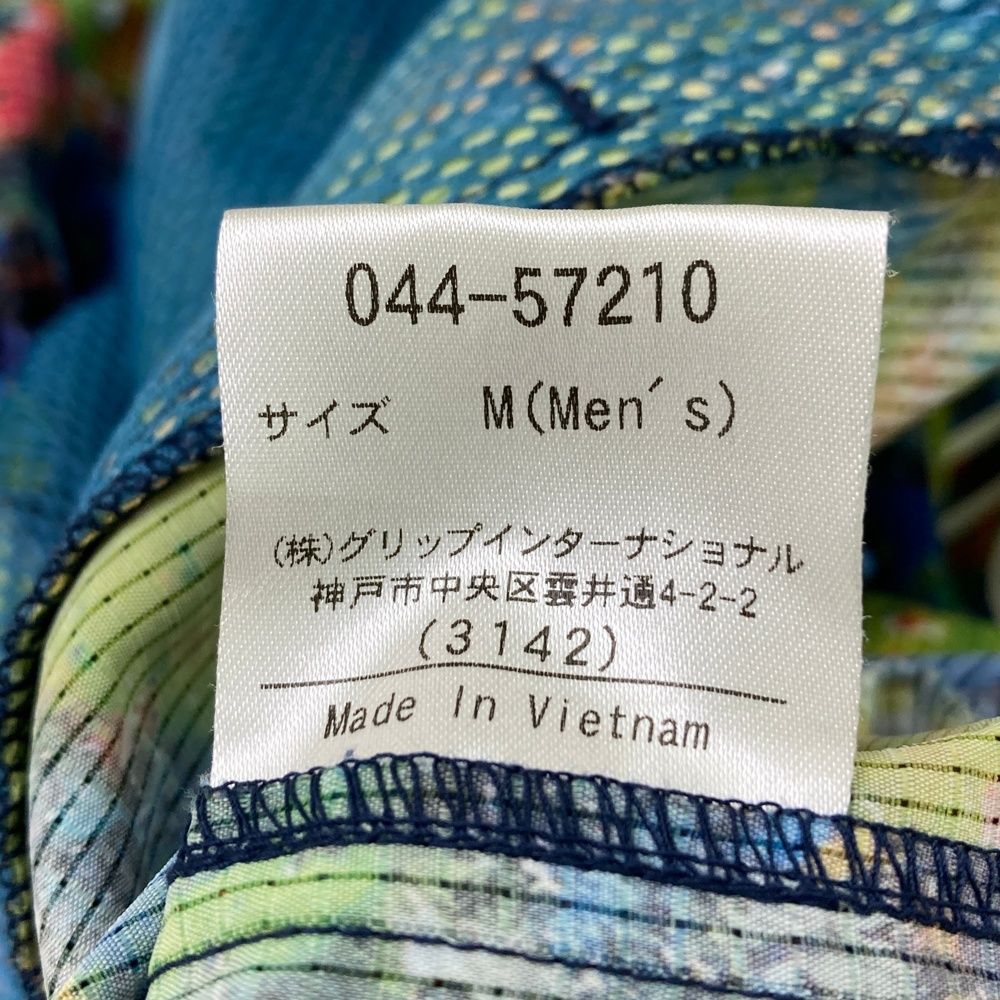 044-57210
サイズ M(Men's)
(株)グリップインターナショナル
神戸市中央区雲井通4-2-2
(3142)
Made In Vietnam